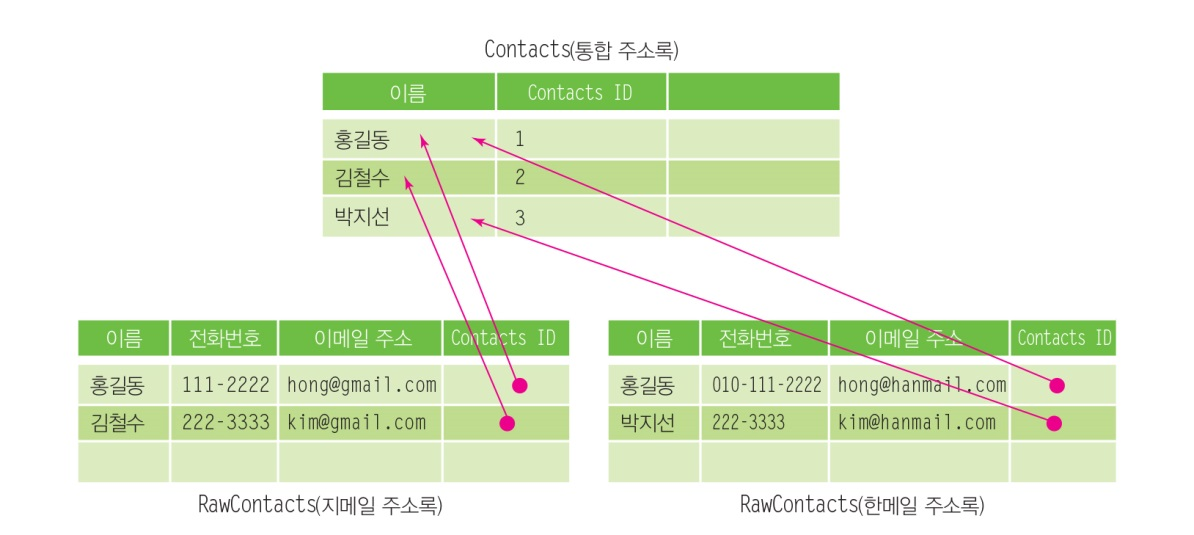 Contacts(통합 주소록)
이름 Contacts ID
홍길동 1
김철수 2
박지선 3
이름 전화번호 이메일 주소 Contacts ID
홍길동 111-2222 hong@gmail.com
김철수 222-3333 kim@gmail.com
RawContacts(지메일 주소록)
이름 전화번호 이메일 주소 Contacts ID
홍길동 010-111-2222 hong@hanmail.com
박지선 222-3333 kim@hanmail.com
RawContacts(한메일 주소록)